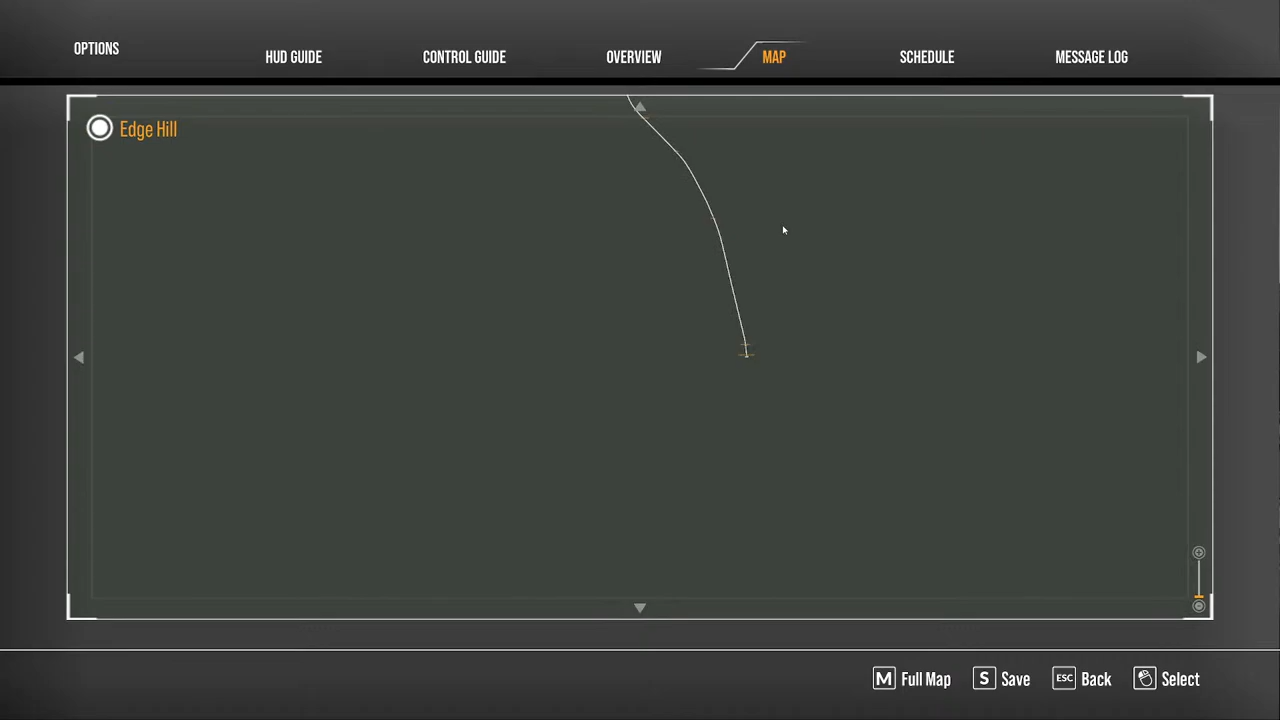 OPTIONS
HUD GUIDE
CONTROL GUIDE
OVERVIEW
MAP
SCHEDULE
MESSAGE LOG
Edge Hill
M Full Map
S Save
ESC Back
Select